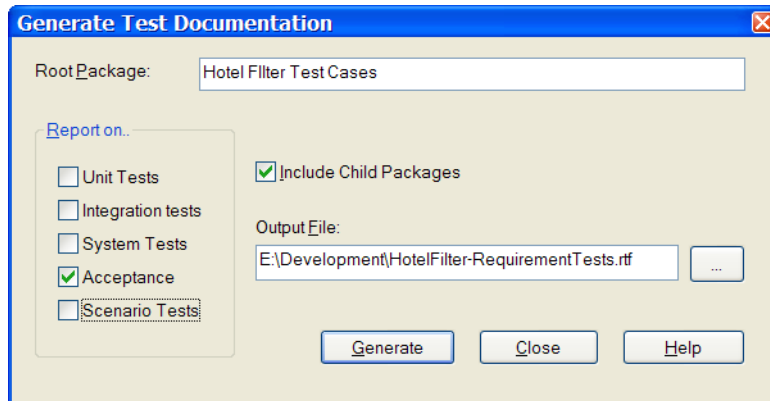 Generate Test Documentation
Root Package:
Hotel FIlter Test Cases
Report on..
Unit Tests
Integration tests
System Tests
Acceptance
Scenario Tests
Include Child Packages
Output File:
E:\Development\HotelFilter-RequirementTests.rtf
...
Generate
Close
Help